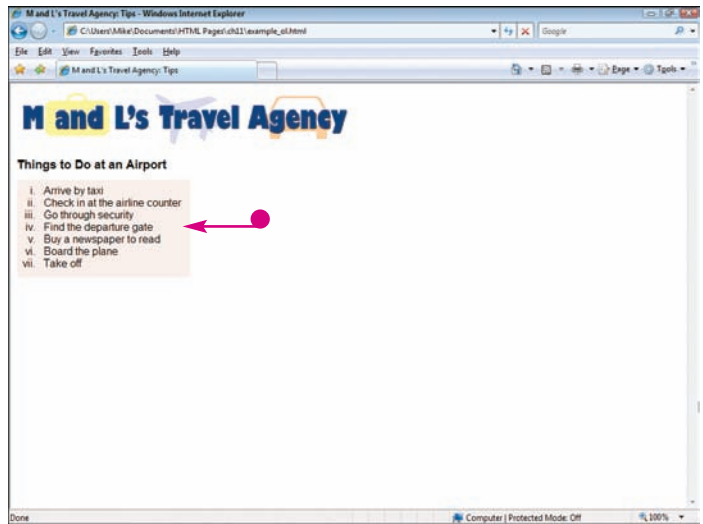 M and L's Travel Agency: Tips - Windows Internet Explorer
C:\Users\Mike\Documents\HTML Pages\ch11\example_ol.html
Google
File Edit View Favorites Tools Help
M and L's Travel Agency: Tips
Page Tools
M and L's Travel Agency
Things to Do at an Airport
i. Arrive by taxi
ii. Check in at the airline counter
iii. Go through security
iv. Find the departure gate
v. Buy a newspaper to read
vi. Board the plane
vii. Take off
Done
Computer | Protected Mode: Off
100%